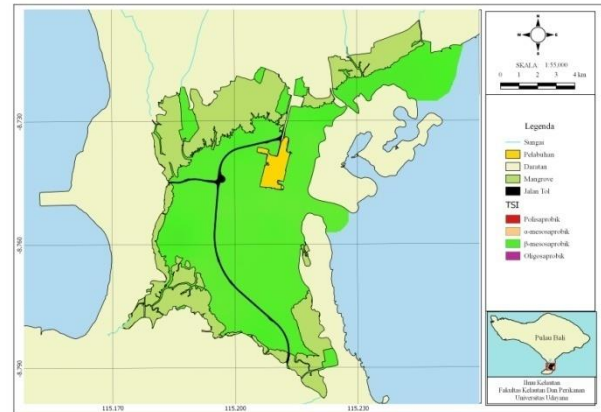 SKALA 1:55,000
0 1 2 3 4 km
Legenda
Sungai
Pelabuhan
Daratan
Mangrove
Jalan Tol
TSI
Polisaprobik
α-mesosaprobik
β-mesosaprobik
Oligosaprobik
Pulau Bali
Ilmu Kelautan
Fakultas Kelautan Dan Perikanan
Universitas Udayana
-8.730
-8.760
-8.790
115.170
115.200
115.230